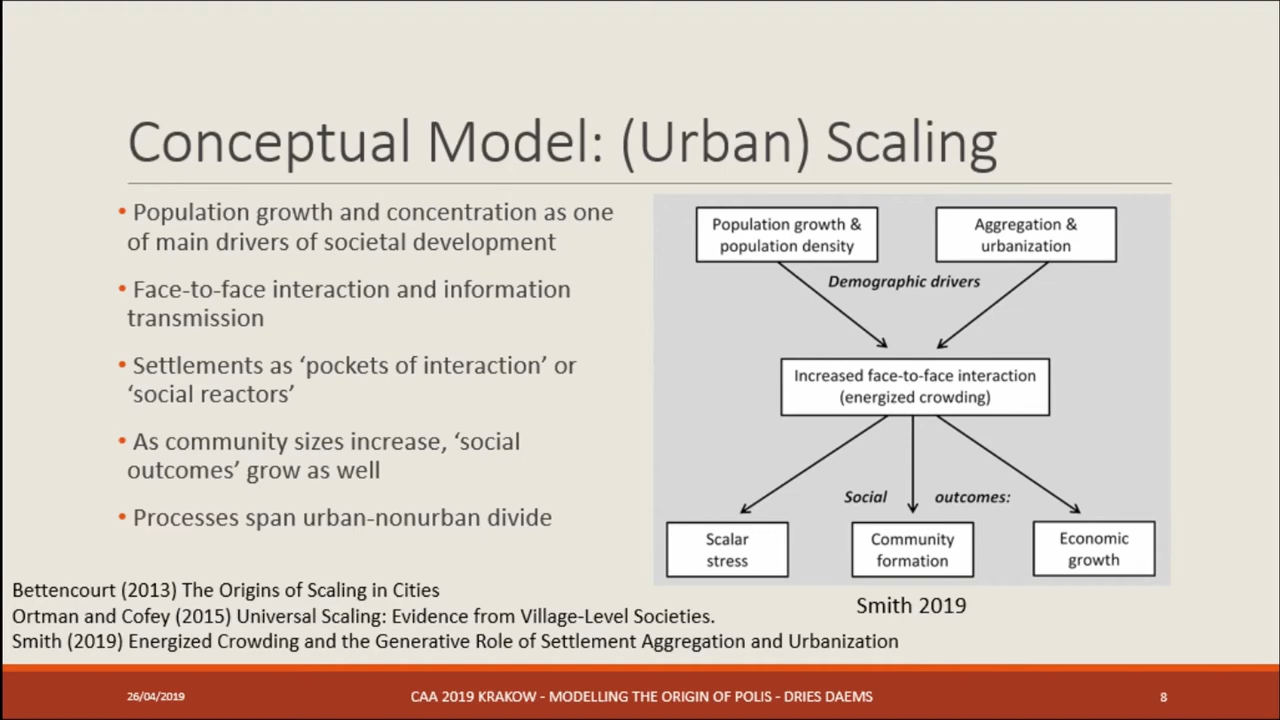 Conceptual Model: (Urban) Scaling
• Population growth and concentration as one
of main drivers of societal development
• Face-to-face interaction and information
transmission
• Settlements as ‘pockets of interaction’ or
‘social reactors’
• As community sizes increase, ‘social
outcomes’ grow as well
• Processes span urban-nonurban divide
Population growth &
population density
Aggregation &
urbanization
Demographic drivers
Increased face-to-face interaction
(energized crowding)
Social outcomes:
Scalar
stress
Community
formation
Economic
growth
Smith 2019
Bettencourt (2013) The Origins of Scaling in Cities
Ortman and Cofey (2015) Universal Scaling: Evidence from Village-Level Societies.
Smith (2019) Energized Crowding and the Generative Role of Settlement Aggregation and Urbanization
26/04/2019
CAA 2019 KRAKOW - MODELLING THE ORIGIN OF POLIS - DRIES DAEMS
8